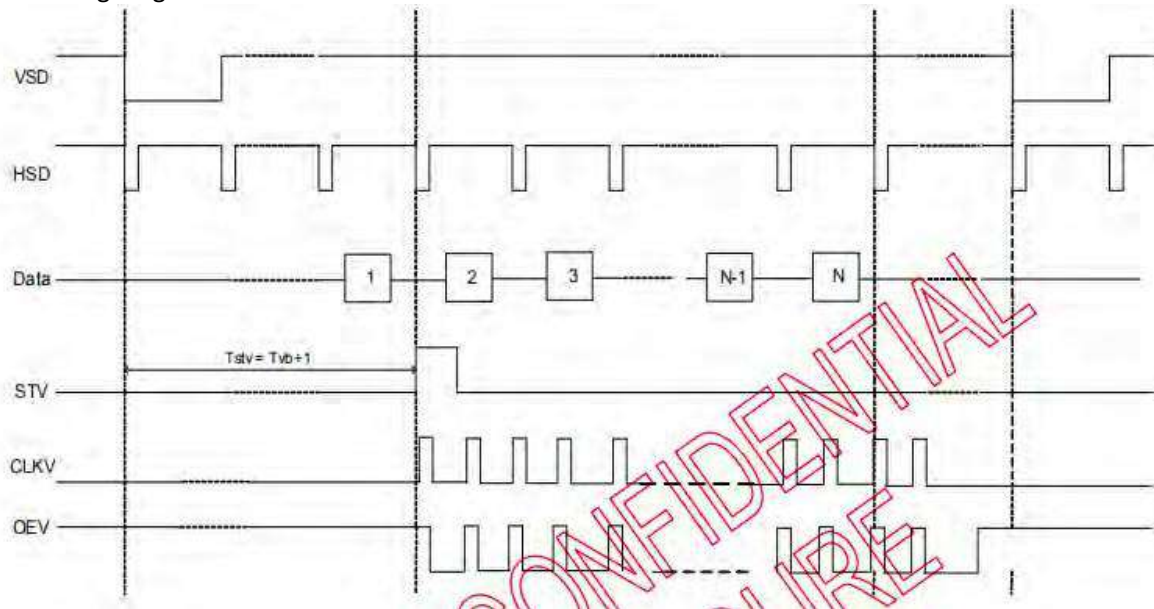 VSD
HSD
Data
1
2
3
N-1
N
Tstv= Tvb+1
STV
CLKV
OEV
CONFIDENTIAL